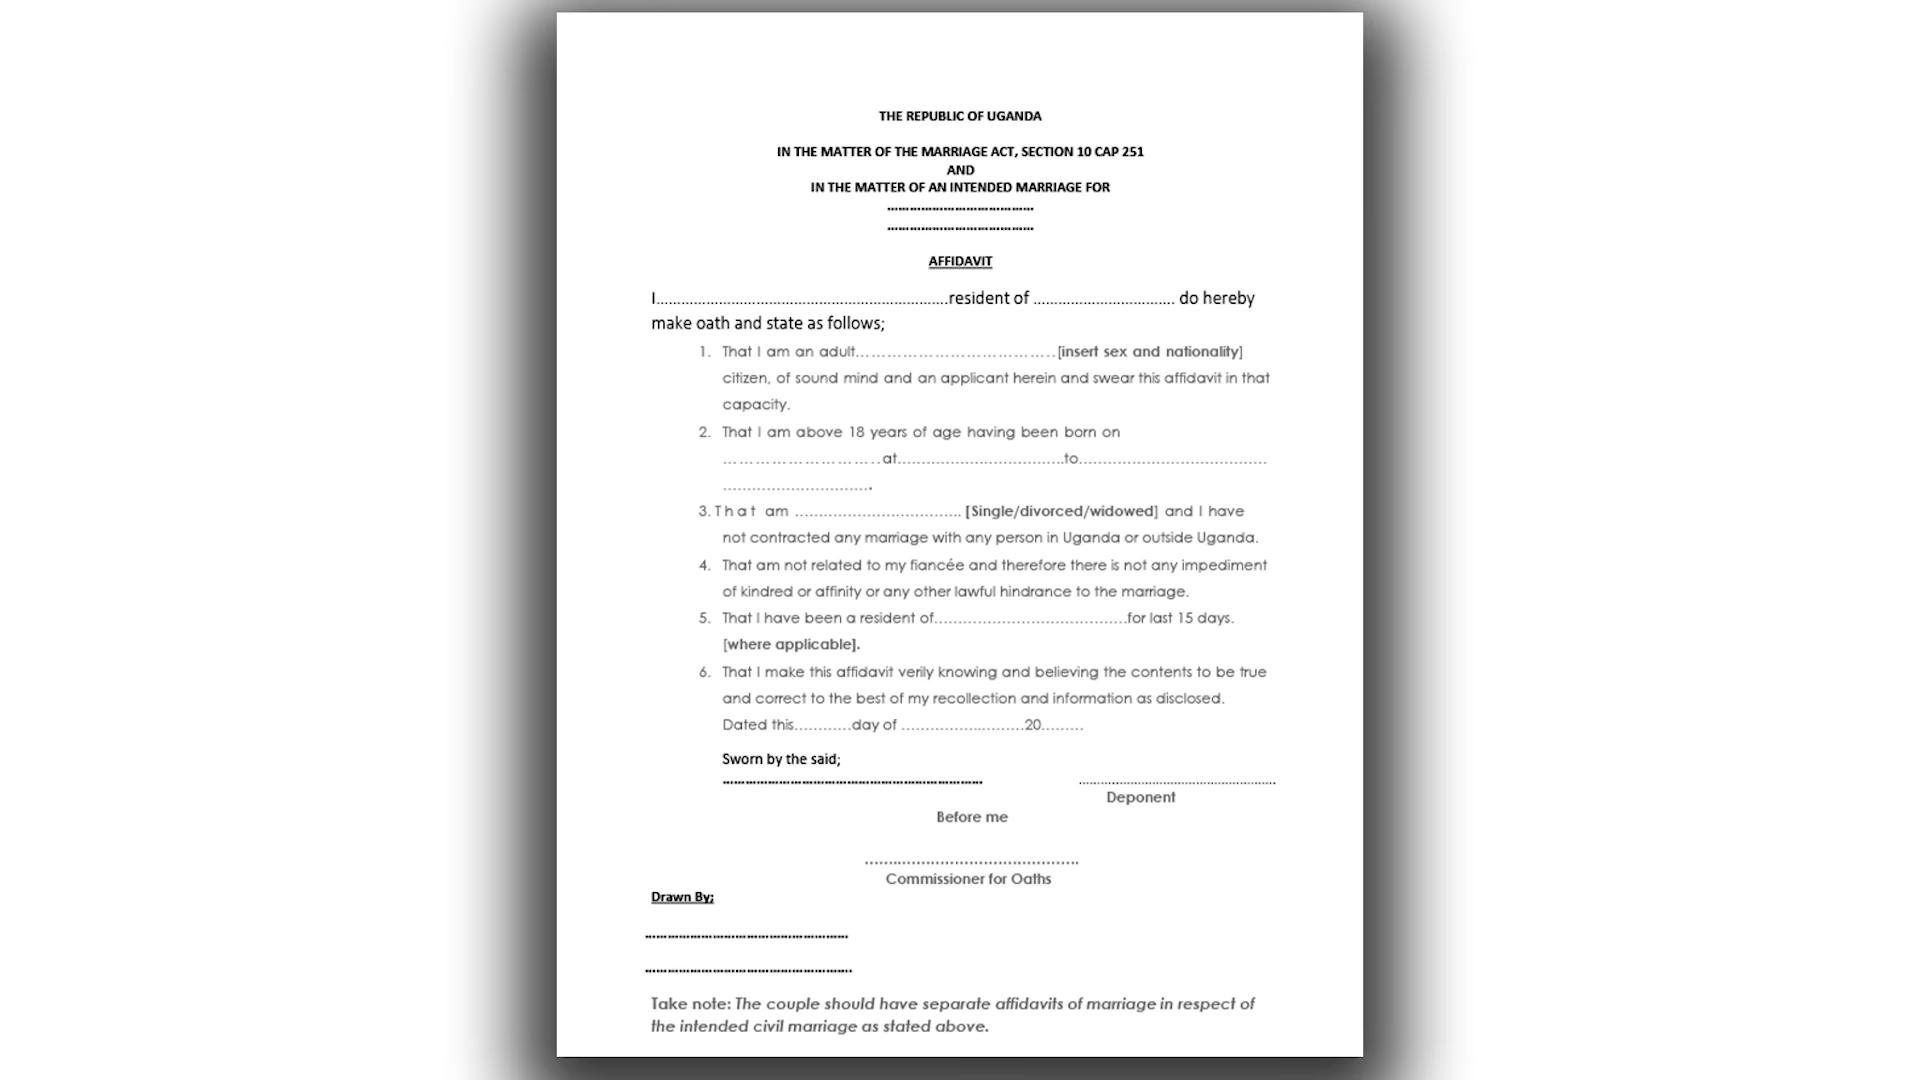 THE REPUBLIC OF UGANDA
IN THE MATTER OF THE MARRIAGE ACT, SECTION 10 CAP 251
AND
IN THE MATTER OF AN INTENDED MARRIAGE FOR
..........................................
..........................................
AFFIDAVIT
I..................................................................resident of ................................ do hereby
make oath and state as follows;
1. That I am an adult.......................................[insert sex and nationality]
citizen, of sound mind and an applicant herein and swear this affidavit in that
capacity.
2. That I am above 18 years of age having been born on
..............................at..................................to......................................
...............................
3. That am .................................. [Single/divorced/widowed] and I have
not contracted any marriage with any person in Uganda or outside Uganda.
4. That am not related to my fiancée and therefore there is not any impediment
of kindred or affinity or any other lawful hindrance to the marriage.
5. That I have been a resident of........................................for last 15 days.
[where applicable].
6. That I make this affidavit verily knowing and believing the contents to be true
and correct to the best of my recollection and information as disclosed.
Dated this............day of .........................20.........
Sworn by the said;
.................................................................... ..................................................
Deponent
Before me
............................................
Commissioner for Oaths
Drawn By;
......................................................
.......................................................
Take note: The couple should have separate affidavits of marriage in respect of
the intended civil marriage as stated above.